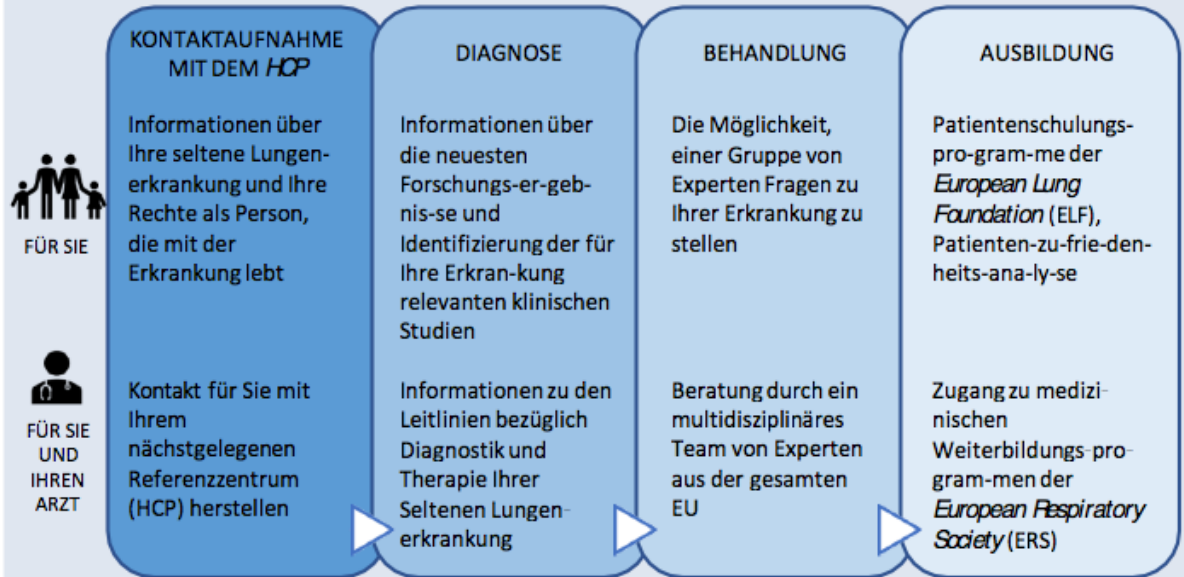 KONTAKTAUFNAHME
MIT DEM HCP
DIAGNOSE
BEHANDLUNG
AUSBILDUNG
FÜR SIE
Informationen über
Ihre seltene Lungen-
erkrankung und Ihre
Rechte als Person,
die mit der
Erkrankung lebt
Informationen über
die neuesten
Forschungs-er-geb-
nis-se und
Identifizierung der für
Ihre Erkran-kung
relevanten klinischen
Studien
Die Möglichkeit,
einer Gruppe von
Experten Fragen zu
Ihrer Erkrankung zu
stellen
Patientenschulungs-
pro-gram-me der
European Lung
Foundation (ELF),
Patienten-zu-frie-den-
heits-ana-ly-se
FÜR SIE
UND
IHREN
ARZT
Kontakt für Sie mit
Ihrem
nächstgelegenen
Referenzzentrum
(HCP) herstellen
Informationen zu den
Leitlinien bezüglich
Diagnostik und
Therapie Ihrer
Seltenen Lungen-
erkrankung
Beratung durch ein
multidisziplinäres
Team von Experten
aus der gesamten
EU
Zugang zu medizi-
nischen
Weiterbildungs-pro-
gram-men der
European Respiratory
Society (ERS)